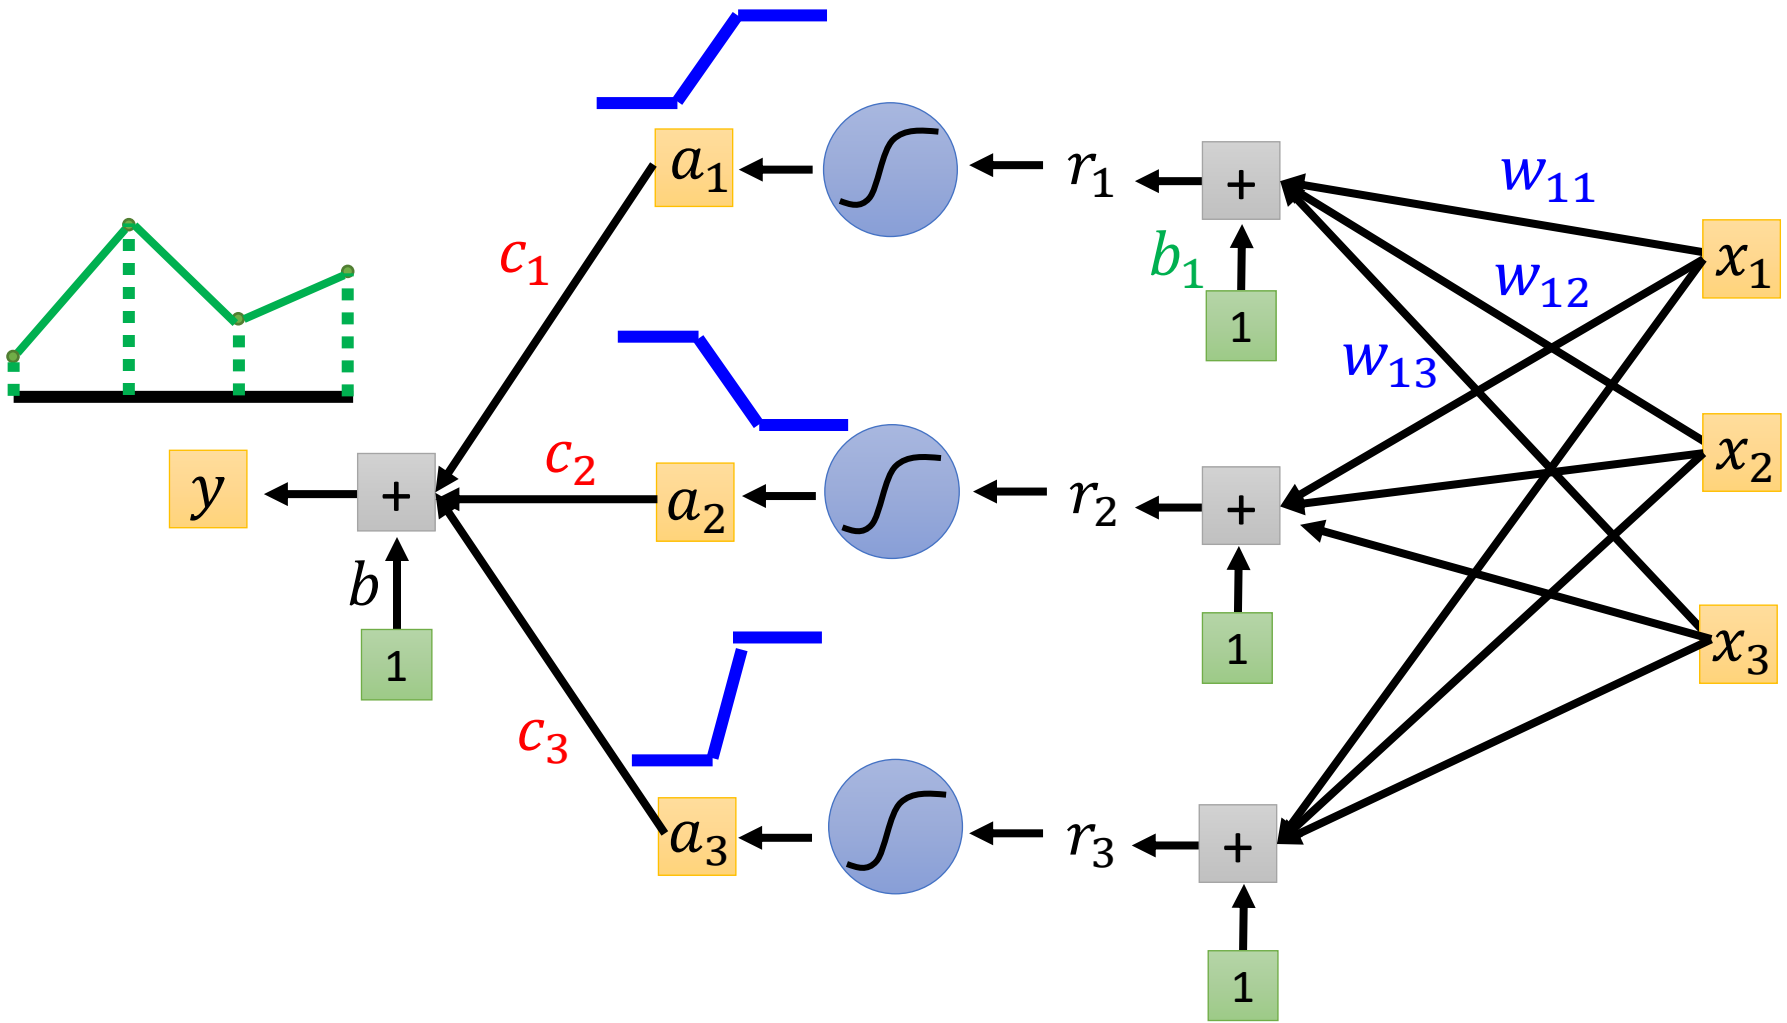 a₁
r₁
+
w₁₁
c₁
b₁
x₁
w₁₂
1
w₁₃
c₂
x₂
y
+
a₂
r₂
+
b
1
1
x₃
c₃
a₃
r₃
+
1